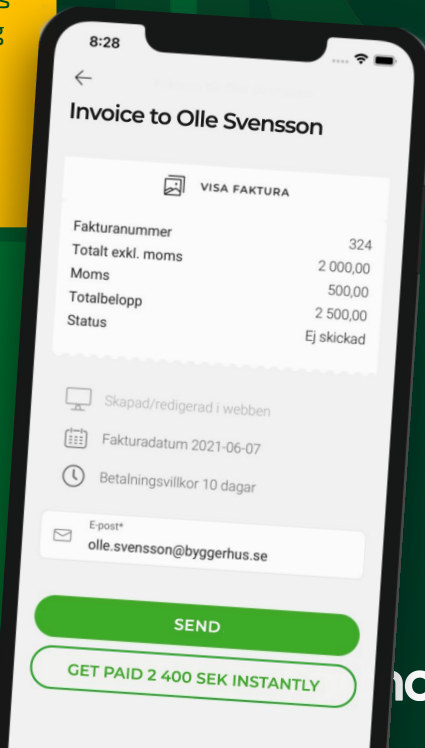 8:28
Invoice to Olle Svensson
VISA FAKTURA
Fakturanummer 324
Totalt exkl. moms 2 000,00
Moms 500,00
Totalbelopp 2 500,00
Status Ej skickad
Skapad/redigerad i webben
Fakturadatum 2021-06-07
Betalningsvillkor 10 dagar
E-post*
olle.svensson@byggerhus.se
SEND
GET PAID 2 400 SEK INSTANTLY